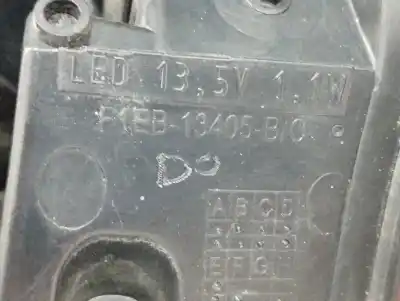 LED 13,5V 1.1W
F1EB-13405-B/C
DO
A B C D
E F G H